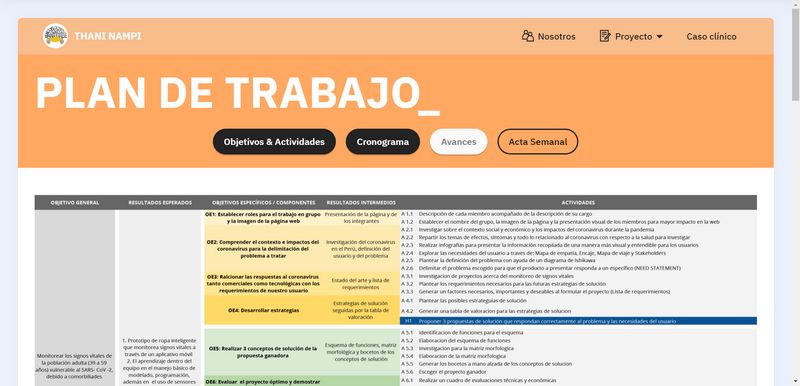 THANI NAMPI
Nosotros
Proyecto
Caso clínico
PLAN DE TRABAJO_
Objetivos & Actividades
Cronograma
Avances
Acta Semanal
OBJETIVO GENERAL
RESULTADOS ESPERADOS
OBJETIVOS ESPECÍFICOS / COMPONENTES
RESULTADOS INTERMEDIOS
ACTIVIDADES
OE1: Establecer roles para el trabajo en grupo
y la imagen de la página web
Presentación de la página y de
los integrantes
A 1.1 Descripción de cada miembro acompañado de la descripción de su cargo
A 1.2 Establecer el nombre del grupo, la imagen de la página y la presentación visual de los miembros para mayor impacto en la web
OE2: Comprender el contexto e impactos del
coronavirus para la delimitación del
problema a tratar
Investigación del coronavirus
en el Perú, definición del
usuario y del problema
A 2.1 Investigar sobre el contexto social y económico y los impactos del coronavirus durante la pandemia
A 2.2 Repartir los temas de efectos, síntomas y todo lo relacionado al coronavirus con respecto a la salud para investigar
A 2.3 Realizar infografías para presentar la información recopilada de una manera más visual y entendible para los usuarios
A 2.4 Explorar las necesidades del usuario a traves de: Mapa de empatía, Encaje, Mapa de viaje y Stakeholders
A 2.5 Plantear la definición del problema con ayuda de un diagrama de Ishikawa
A 2.6 Delimitar el problema escogido para que el producto a presentar responda a un específico (NEED STATEMENT)
OE3: Ralcionar las respuestas al coronavirus
tanto comerciales como tecnológicas con los
requerimientos de nuestro usuario
Estado del arte y lista de
requerimientos
A 3.1 Investigacion de proyectos acerca del monitoreo de signos vitales
A 3.2 Plantear los requerimientos necesarios para las futuras estrategias de solución
A 3.3 Generar un factores necesarios, importantes y deseables al formular el proyecto (Lista de requerimientos)
OE4: Desarrollar estrategias
Estrategias de solución
seguidas por la tabla de
valoración
A 4.1 Plantear las posibles estrategias de solución
A 4.2 Generar una tabla de valoracion para las estrategias de solucion
H1 Proponer 3 propuestas de solución que respondan correctamente al problema y las necesidades del usuario
Monitorear los signos vitales
de la población adulta (39 a 59
años) vulnerable al SARS- CoV -2,
debido a comorbiliades
1. Prototipo de ropa inteligente
que monitorea signos vitales a
través de un aplicativo móvil
2. El aprendizaje dentro del
equipo en el manejo básico de
modelado, programación,
además en el uso de sensores
OE5: Realizar 3 conceptos de solución de la
propuesta ganadora
Esquema de funciones, matriz
morfológica y bocetos de los
conceptos de solución
A 5.1 Identificacion de funciones para el esquema
A 5.2 Elaboracion del esquema de funciones
A 5.3 Investigacion para la matriz morfologica
A 5.4 Elaboracion de la matriz morfologica
A 5.5 Generar los bocetos a mano alzada de los conceptos de solucion
A 5.6 Escoger el proyecto ganador
OE6: Evaluar el proyecto óptimo y demostrar
A 6.1 Realizar un cuadro de evaluaciones técnicas y económicas